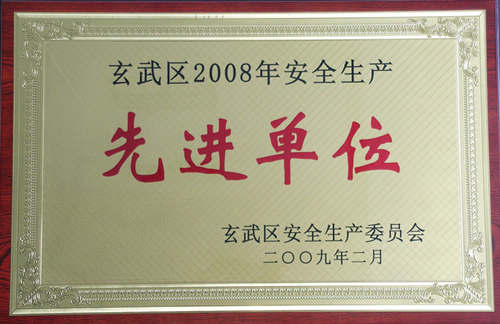 玄武区2008年安全生产
先进单位
玄武区安全生产委员会
二〇〇九年二月